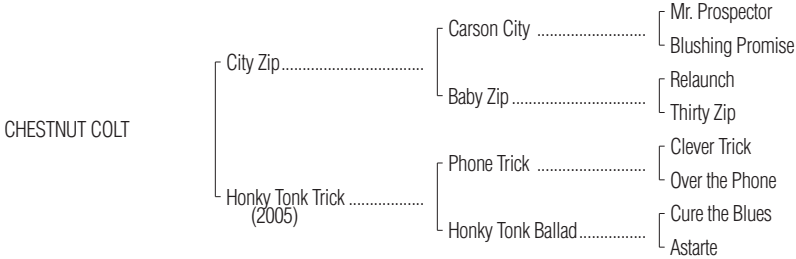 Mr. Prospector
Carson City ..........................
Blushing Promise
City Zip..................................
Relaunch
Baby Zip ................................
Thirty Zip
CHESTNUT COLT
Clever Trick
Phone Trick ..........................
Over the Phone
Honky Tonk Trick ..................
(2005)
Cure the Blues
Honky Tonk Ballad................
Astarte